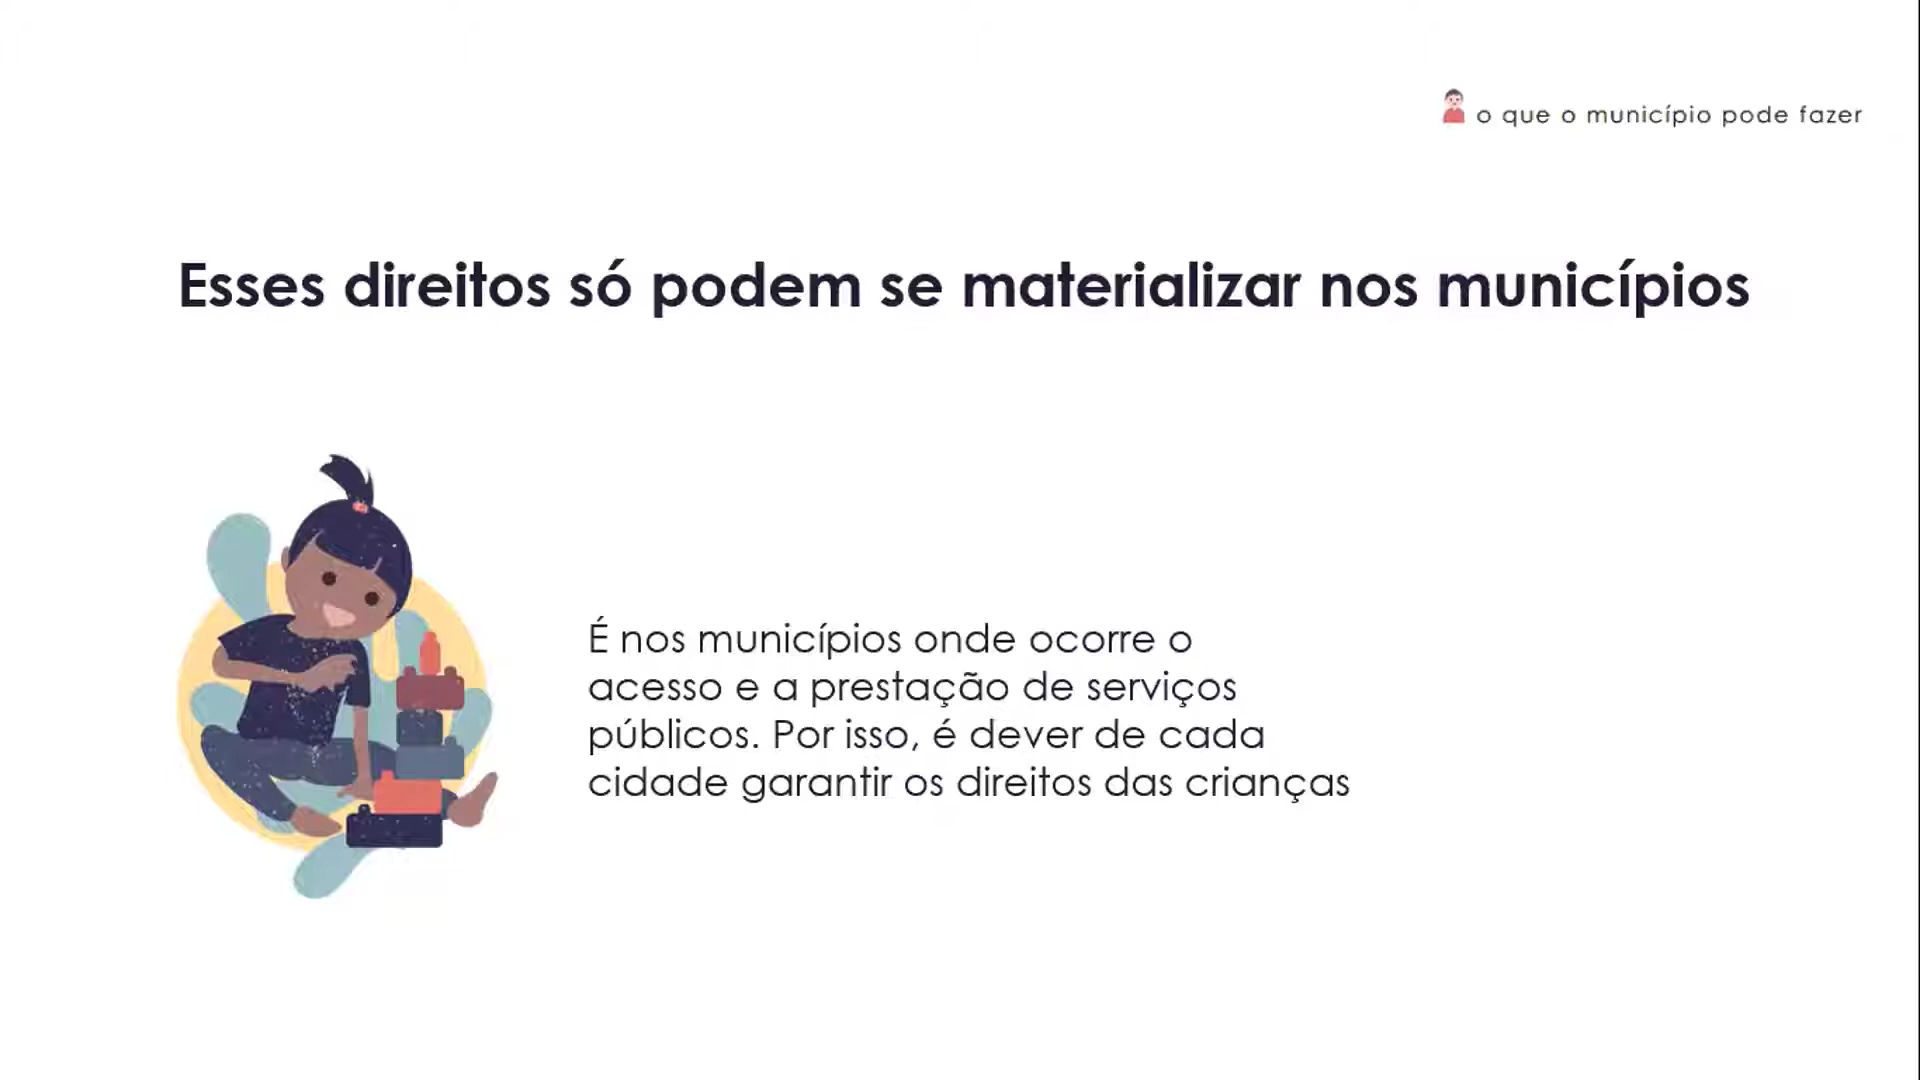 o que o município pode fazer
Esses direitos só podem se materializar nos municípios
É nos municípios onde ocorre o
acesso e a prestação de serviços
públicos. Por isso, é dever de cada
cidade garantir os direitos das crianças